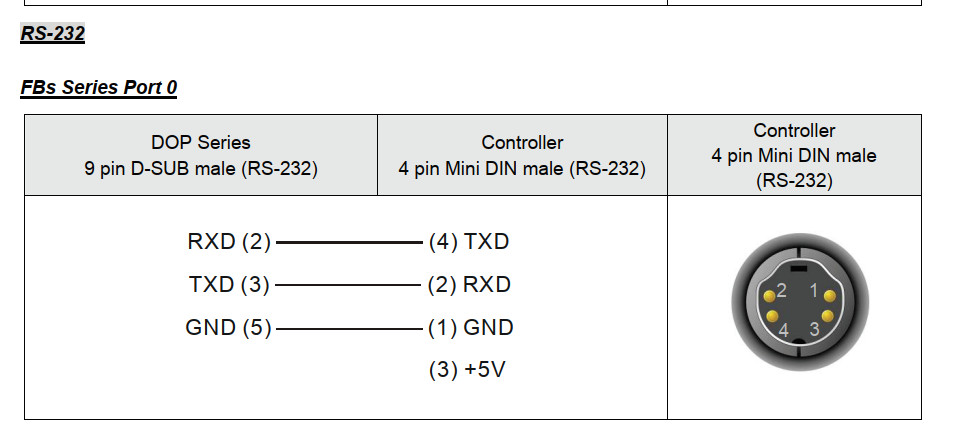 RS-232
FBs Series Port 0
DOP Series
9 pin D-SUB male (RS-232)
Controller
4 pin Mini DIN male (RS-232)
Controller
4 pin Mini DIN male
(RS-232)
RXD (2) (4) TXD
TXD (3) (2) RXD
GND (5) (1) GND
(3) +5V
2 1
4 3